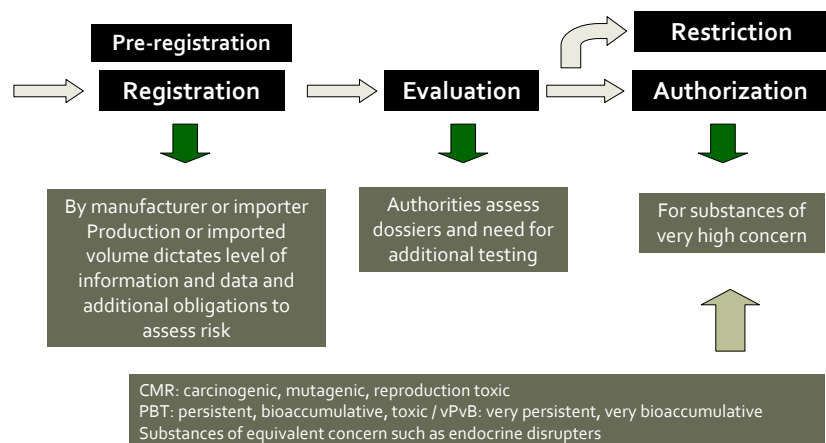 Pre-registration
Restriction
Registration
Evaluation
Authorization
By manufacturer or importer
Production or imported
volume dictates level of
information and data and
additional obligations to
assess risk
Authorities assess
dossiers and need for
additional testing
For substances of
very high concern
CMR: carcinogenic, mutagenic, reproduction toxic
PBT: persistent, bioaccumulative, toxic / vPvB: very persistent, very bioaccumulative
Substances of equivalent concern such as endocrine disrupters